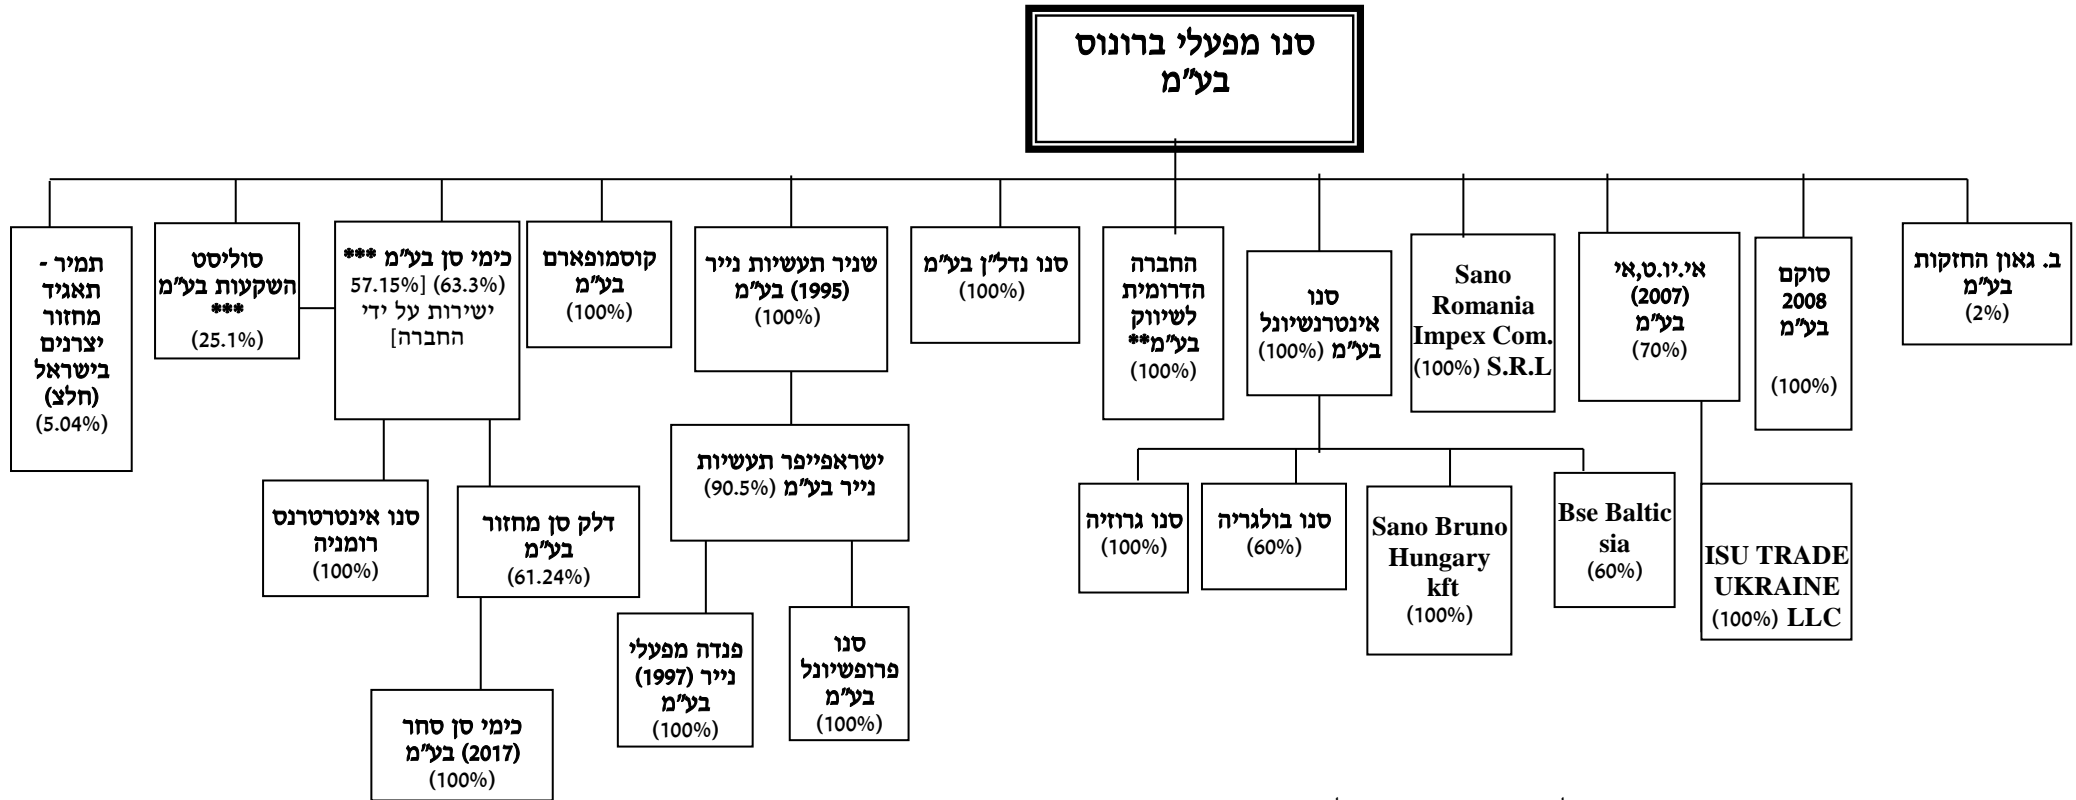 סנו מפעלי ברונוס
בע"מ
ב. גאון החזקות
בע"מ
(2%)
סוקם
2008
בע"מ
(100%)
אי.יו.ט,אי
(2007)
בע"מ
(70%)
Sano
Romania
Impex Com.
(100%) S.R.L
סנו
אינטרנשיונל
בע"מ (100%)
החברה
הדרומית
לשיווק
בע"מ**
(100%)
סנו נדל"ן בע"מ
(100%)
שניר תעשיות נייר
(1995) בע"מ
(100%)
קוסמופארם
בע"מ
(100%)
כימי סן בע"מ ***
(63.3%) [57.15%
ישירות על ידי
החברה]
סוליסט
השקעות בע"מ
***
(25.1%)
תמיר -
תאגיד
מחזור
יצרנים
בישראל
(חלצ)
(5.04%)
ISU TRADE
UKRAINE
(100%) LLC
Bse Baltic
sia
(60%)
Sano Bruno
Hungary
kft
(100%)
סנו בולגריה
(60%)
סנו גרוזיה
(100%)
ישראפייפר תעשיות
נייר בע"מ (90.5%)
דלק סן מחזור
בע"מ
(61.24%)
סנו אינטרטרנס
רומניה
(100%)
סנו
פרופשיונל
בע"מ
(100%)
פנדה מפעלי
נייר (1997)
בע"מ
(100%)
כימי סן סחר
(2017) בע"מ
(100%)